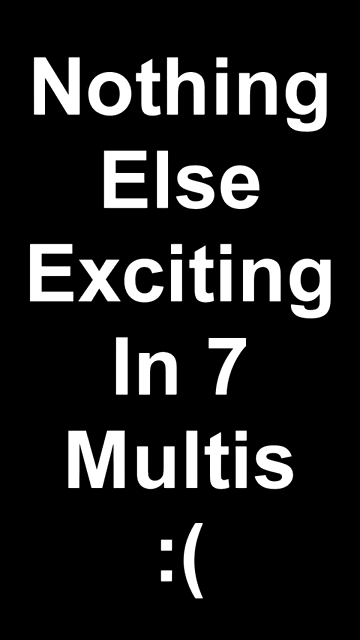 Nothing
Else
Exciting
In 7
Multis
:(